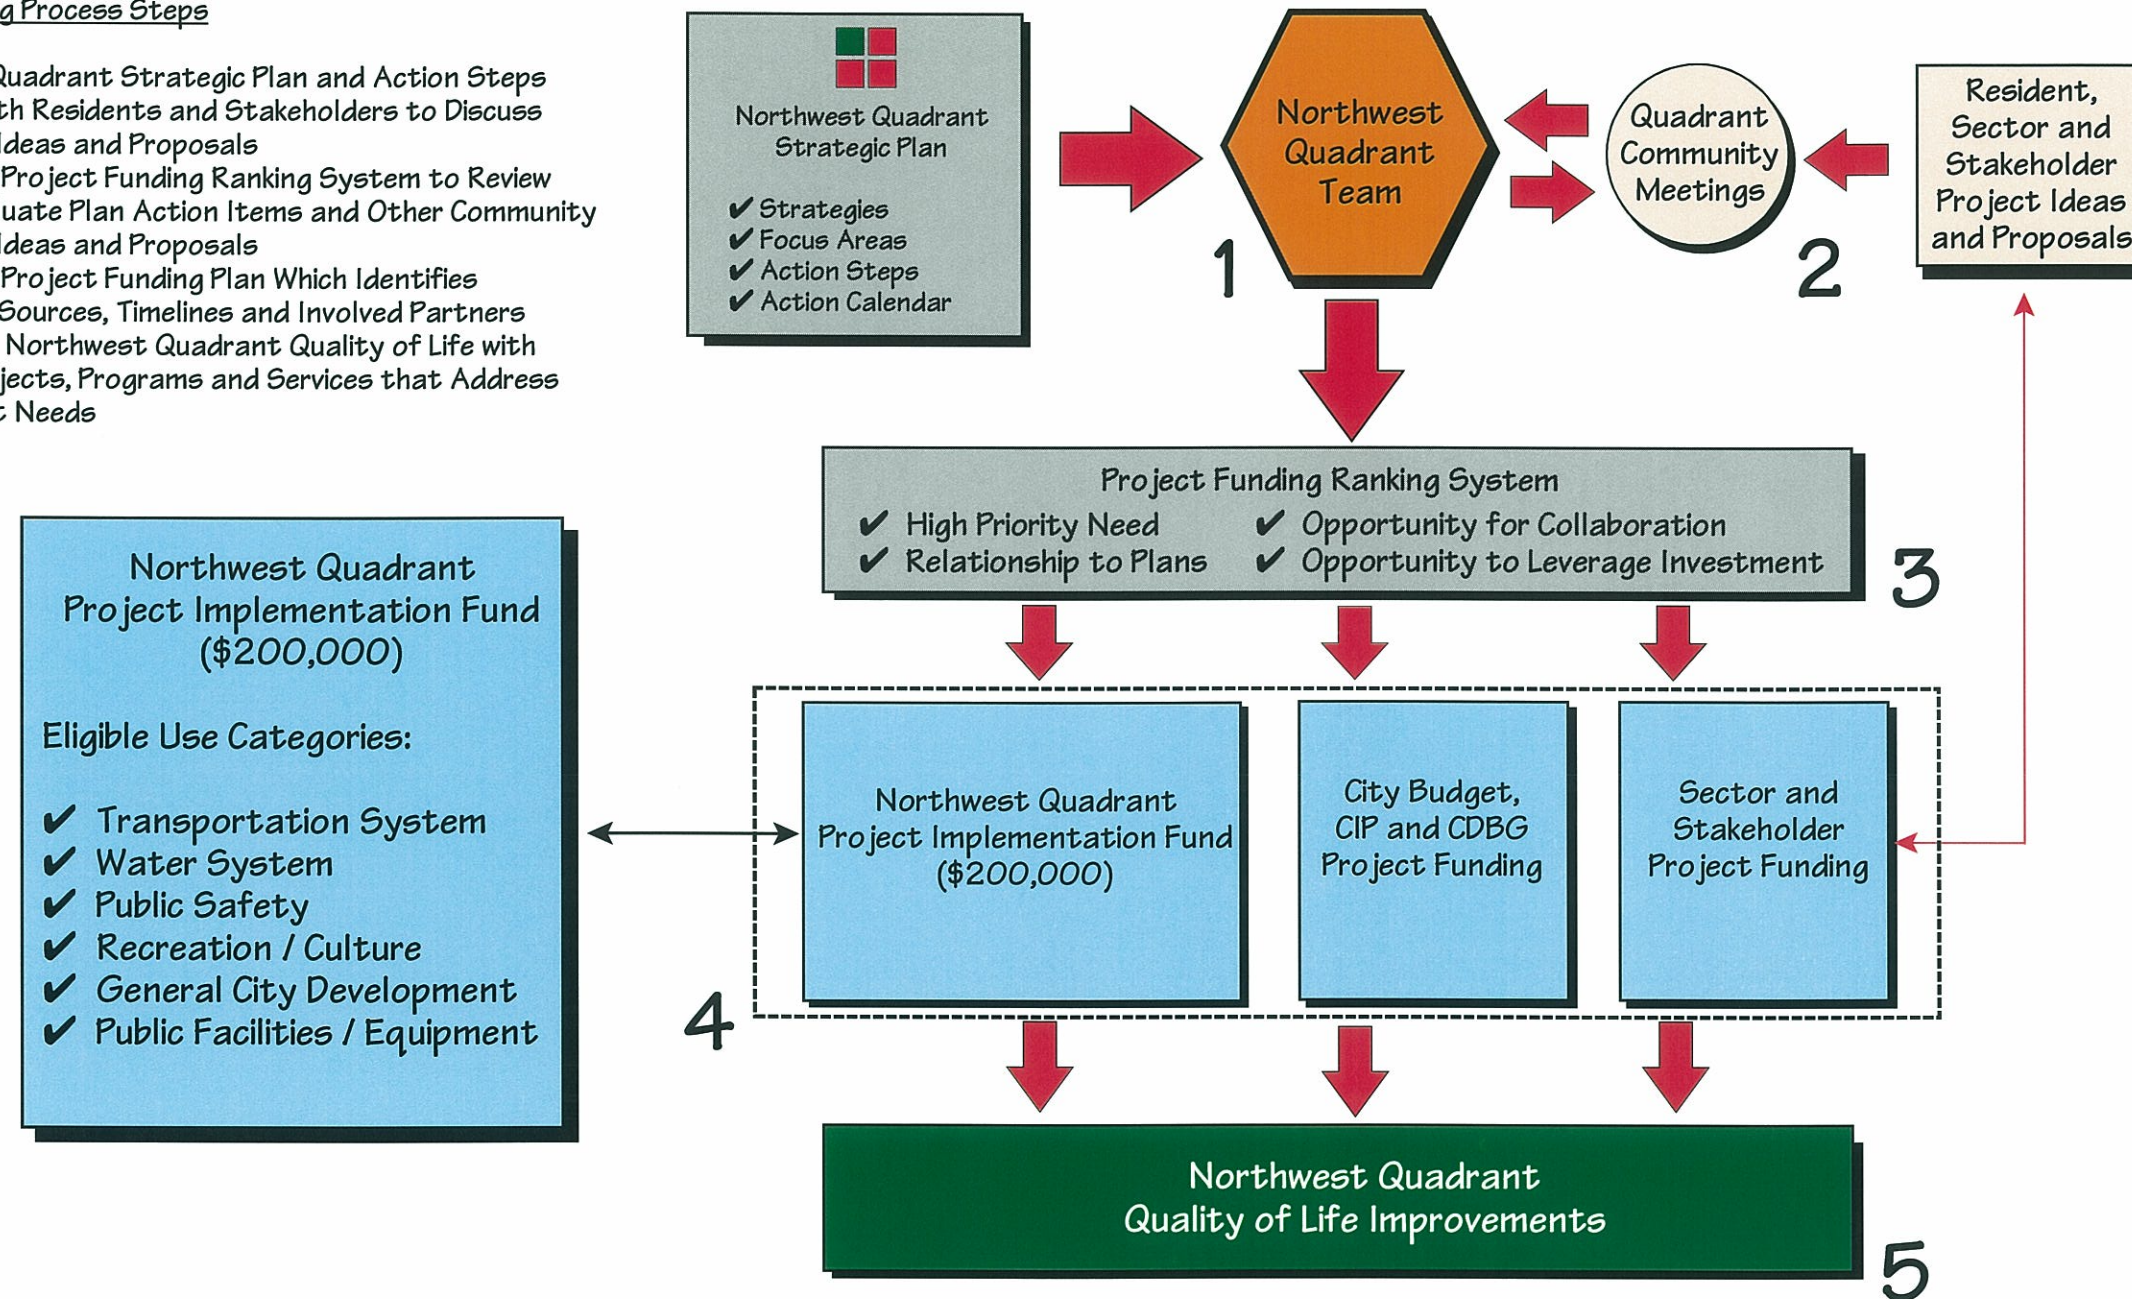 Process Steps
Quadrant Strategic Plan and Action Steps
Residents and Stakeholders to Discuss
Ideas and Proposals
Project Funding Ranking System to Review
Plan Action Items and Other Community
Ideas and Proposals
Project Funding Plan Which Identifies
Sources, Timelines and Involved Partners
Northwest Quadrant Quality of Life with
Programs and Services that Address
Needs
Northwest Quadrant
Strategic Plan
✔ Strategies
✔ Focus Areas
✔ Action Steps
✔ Action Calendar
1
Northwest
Quadrant
Team
Quadrant
Community
Meetings
2
Resident,
Sector and
Stakeholder
Project Ideas
and Proposals
Project Funding Ranking System
✔ High Priority Need
✔ Relationship to Plans
✔ Opportunity for Collaboration
✔ Opportunity to Leverage Investment
3
Northwest Quadrant
Project Implementation Fund
($200,000)
Eligible Use Categories:
✔ Transportation System
✔ Water System
✔ Public Safety
✔ Recreation / Culture
✔ General City Development
✔ Public Facilities / Equipment
4
Northwest Quadrant
Project Implementation Fund
($200,000)
City Budget,
CIP and CDBG
Project Funding
Sector and
Stakeholder
Project Funding
Northwest Quadrant
Quality of Life Improvements
5